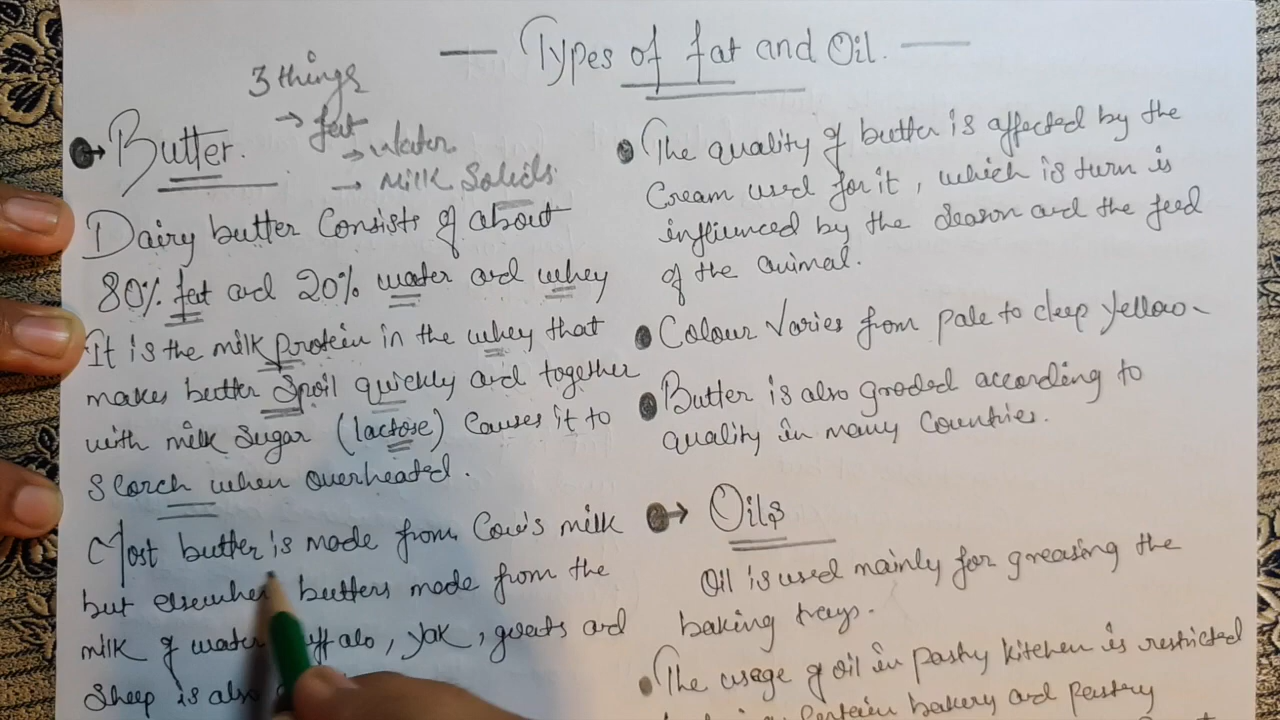 Types of fat and Oil.
3 things
→ fat
→ water
→ Milk Solids
Butter.
Dairy butter Consists of about
80% fat and 20% water and whey
It is the milk protein in the whey that
makes butter Spoil quickly and together
with milk Sugar (lactose) Causes it to
Scorch when overheated.
Most butter is made from Cow's milk
but elsewher butters made from the
milk of water uffalo, Yak, goats and
Sheep is also
The quality of butter is affected by the
Cream used for it, which is turn is
influenced by the Season and the feed
of the animal.
Colour Varies from pale to deep yellow
Butter is also graded according to
quality in many Countries.
Oils
Oil is used mainly for greasing the
baking trays.
The usage of oil in pastry kitchen is restricted
Certain bakery and pastry